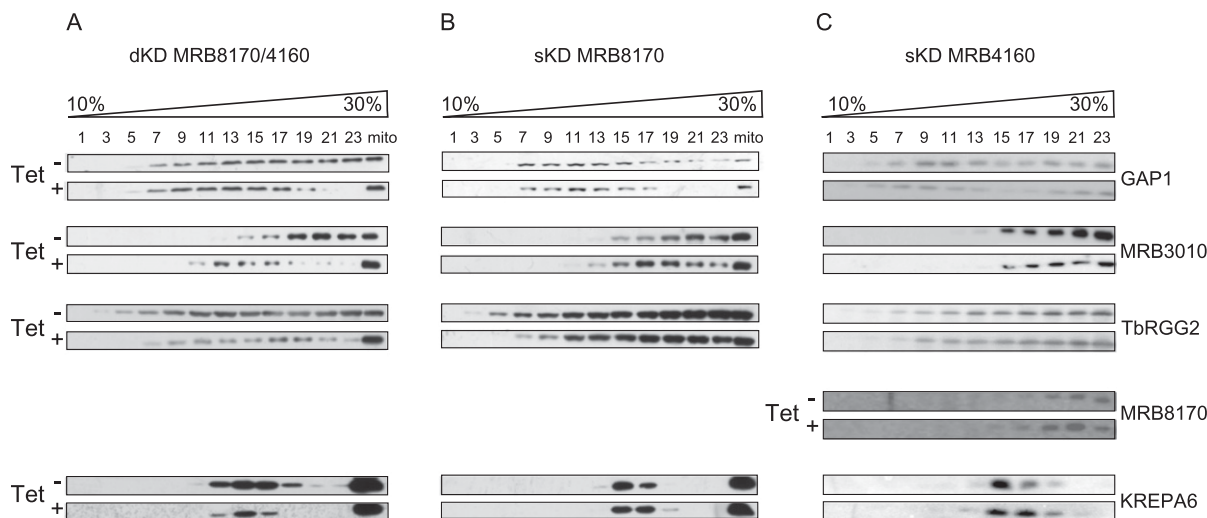 A B C
dKD MRB8170/4160 sKD MRB8170 sKD MRB4160
10% 30% 10% 30% 10% 30%
1 3 5 7 9 11 13 15 17 19 21 23 mito 1 3 5 7 9 11 13 15 17 19 21 23 mito 1 3 5 7 9 11 13 15 17 19 21 23
Tet - + GAP1
Tet - + MRB3010
Tet - + TbRGG2
Tet - + MRB8170
Tet - + KREPA6